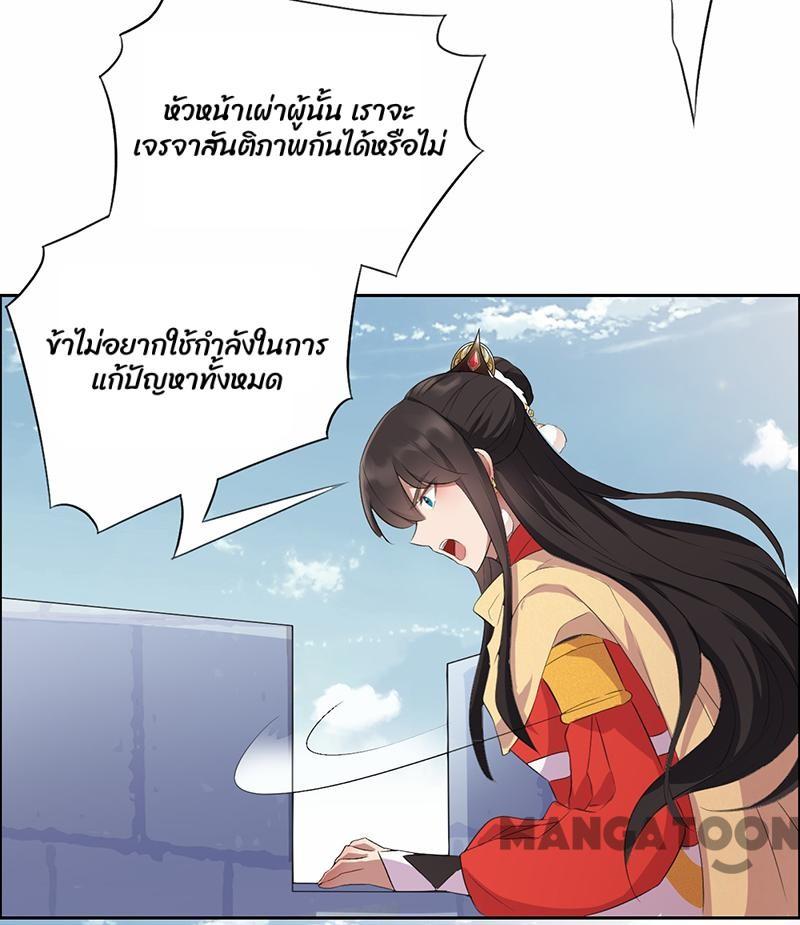 หัวหน้าเผ่าผู้นั้น เราจะ
เจรจาสันติภาพกันได้หรือไม่
ข้าไม่อยากใช้กำลังในการ
แก้ปัญหาทั้งหมด
MANGATOON